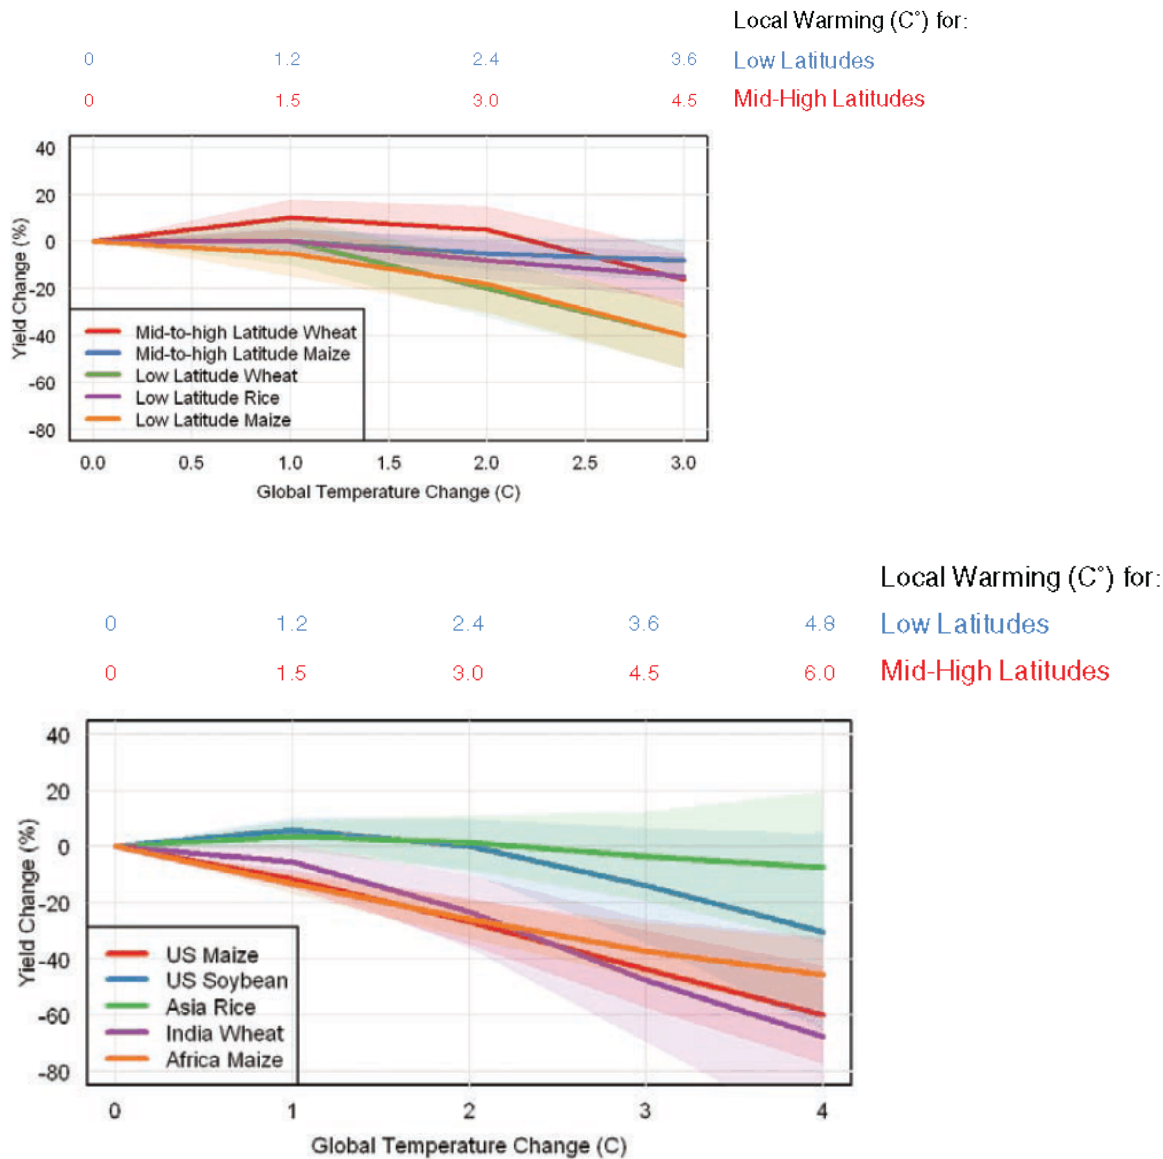 Local Warming (C°) for:
0 1.2 2.4 3.6 Low Latitudes
0 1.5 3.0 4.5 Mid-High Latitudes
40
20
0
-20
-40
-60
-80
Yield Change (%)
Mid-to-high Latitude Wheat
Mid-to-high Latitude Maize
Low Latitude Wheat
Low Latitude Rice
Low Latitude Maize
0.0 0.5 1.0 1.5 2.0 2.5 3.0
Global Temperature Change (C)
Local Warming (C°) for:
0 1.2 2.4 3.6 4.8 Low Latitudes
0 1.5 3.0 4.5 6.0 Mid-High Latitudes
40
20
0
-20
-40
-60
-80
Yield Change (%)
US Maize
US Soybean
Asia Rice
India Wheat
Africa Maize
0 1 2 3 4
Global Temperature Change (C)